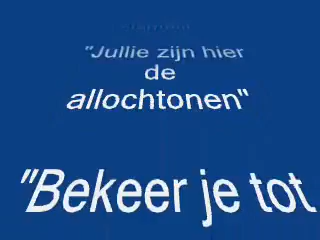 "Jullie zijn hier
de
allochtonen"
"Bekeer je tot